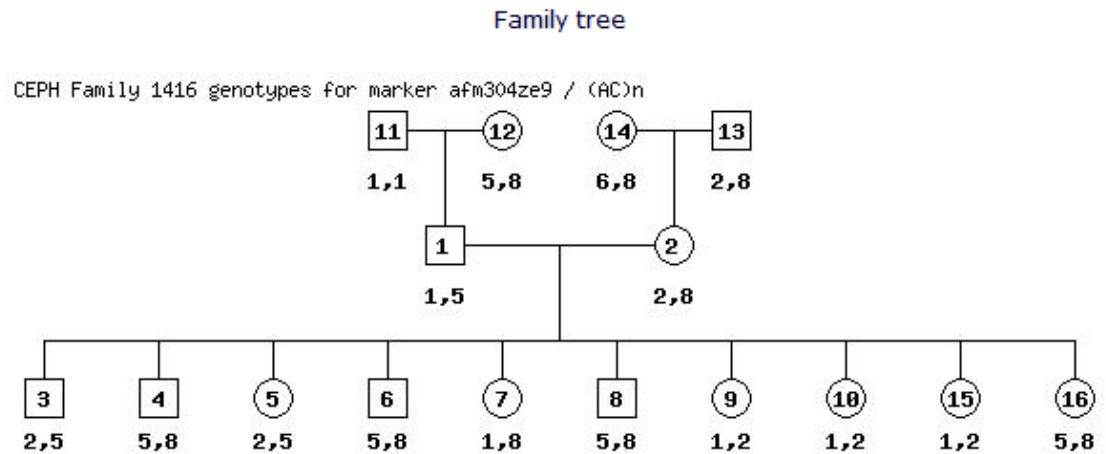 Family tree
CEPH Family 1416 genotypes for marker afm304ze9 / (AC)n
11 12 14 13
1,1 5,8 6,8 2,8
1 2
1,5 2,8
3 4 5 6 7 8 9 10 15 16
2,5 5,8 2,5 5,8 1,8 5,8 1,2 1,2 1,2 5,8